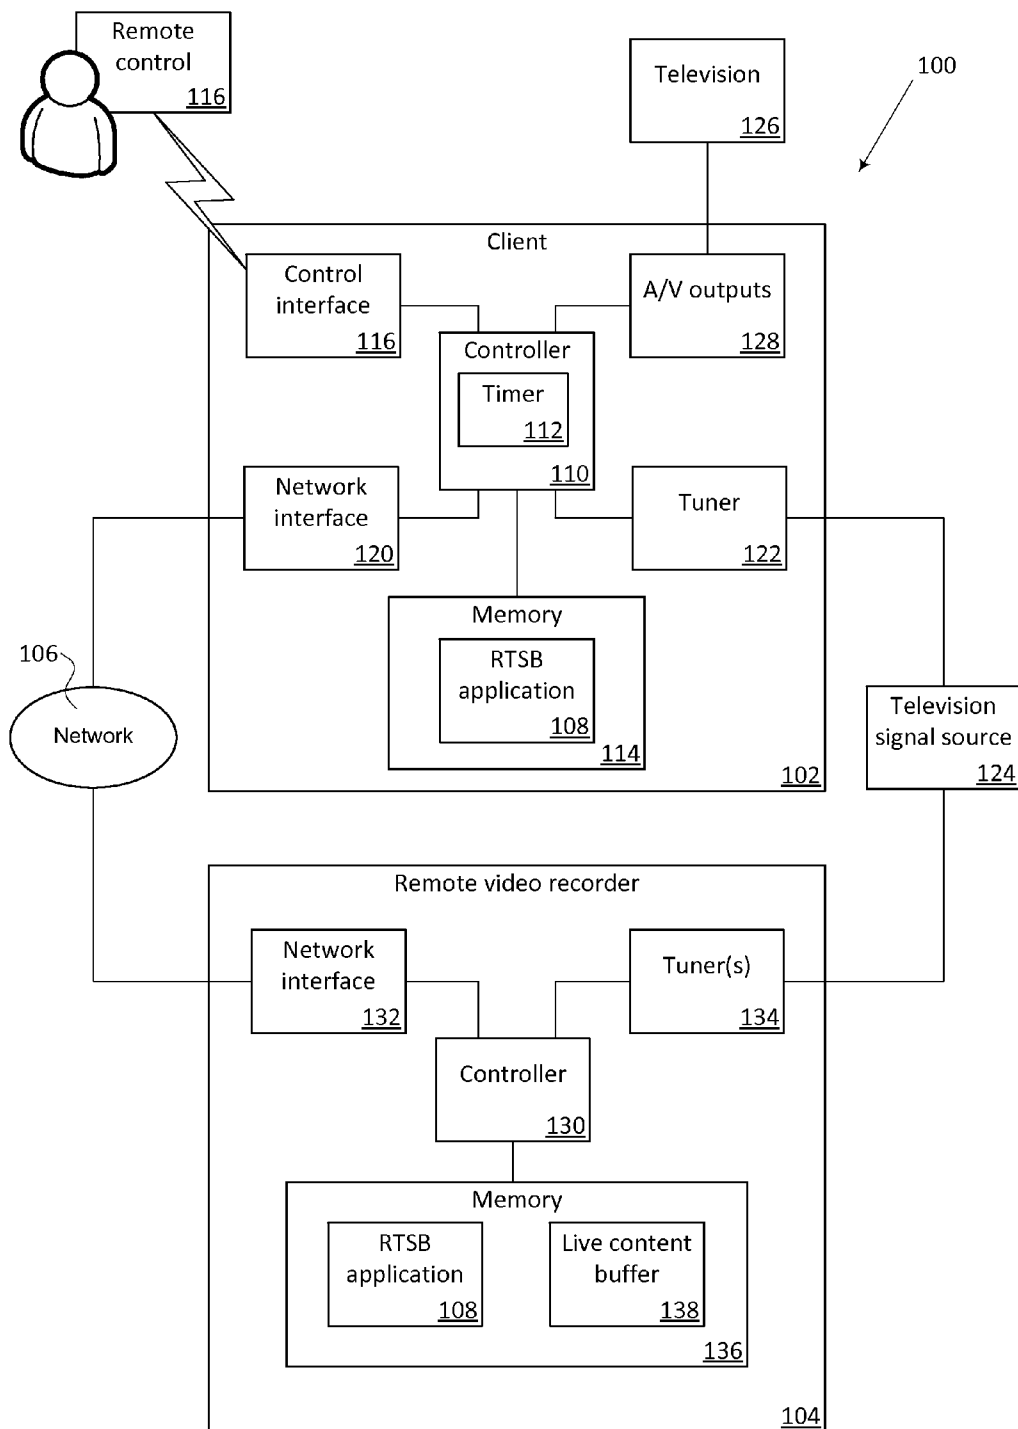 Remote
control
116
Television
126
100
Client
Control
interface
116
A/V outputs
128
Controller
Timer
112
110
Network
interface
120
Tuner
122
Memory
RTSB
application
108
114
102
106
Network
Television
signal source
124
Remote video recorder
Network
interface
132
Tuner(s)
134
Controller
130
Memory
RTSB
application
108
Live content
buffer
138
136
104